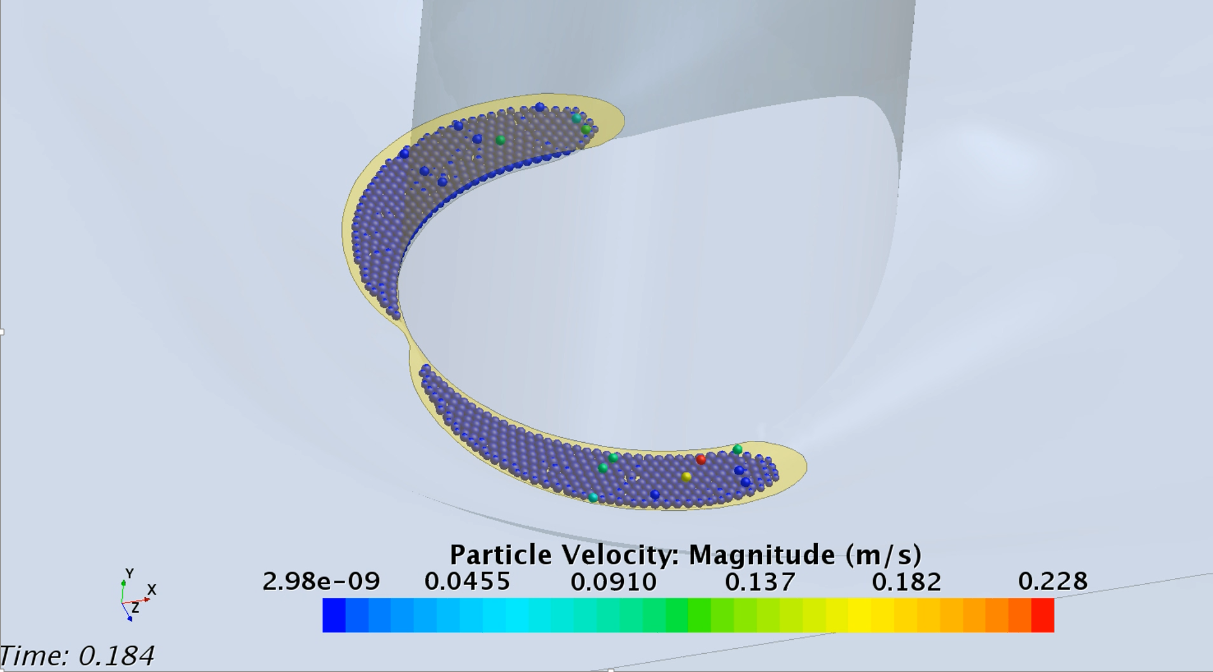 Particle Velocity: Magnitude (m/s)
2.98e-09 0.0455 0.0910 0.137 0.182 0.228
Y
X
Z
Time: 0.184